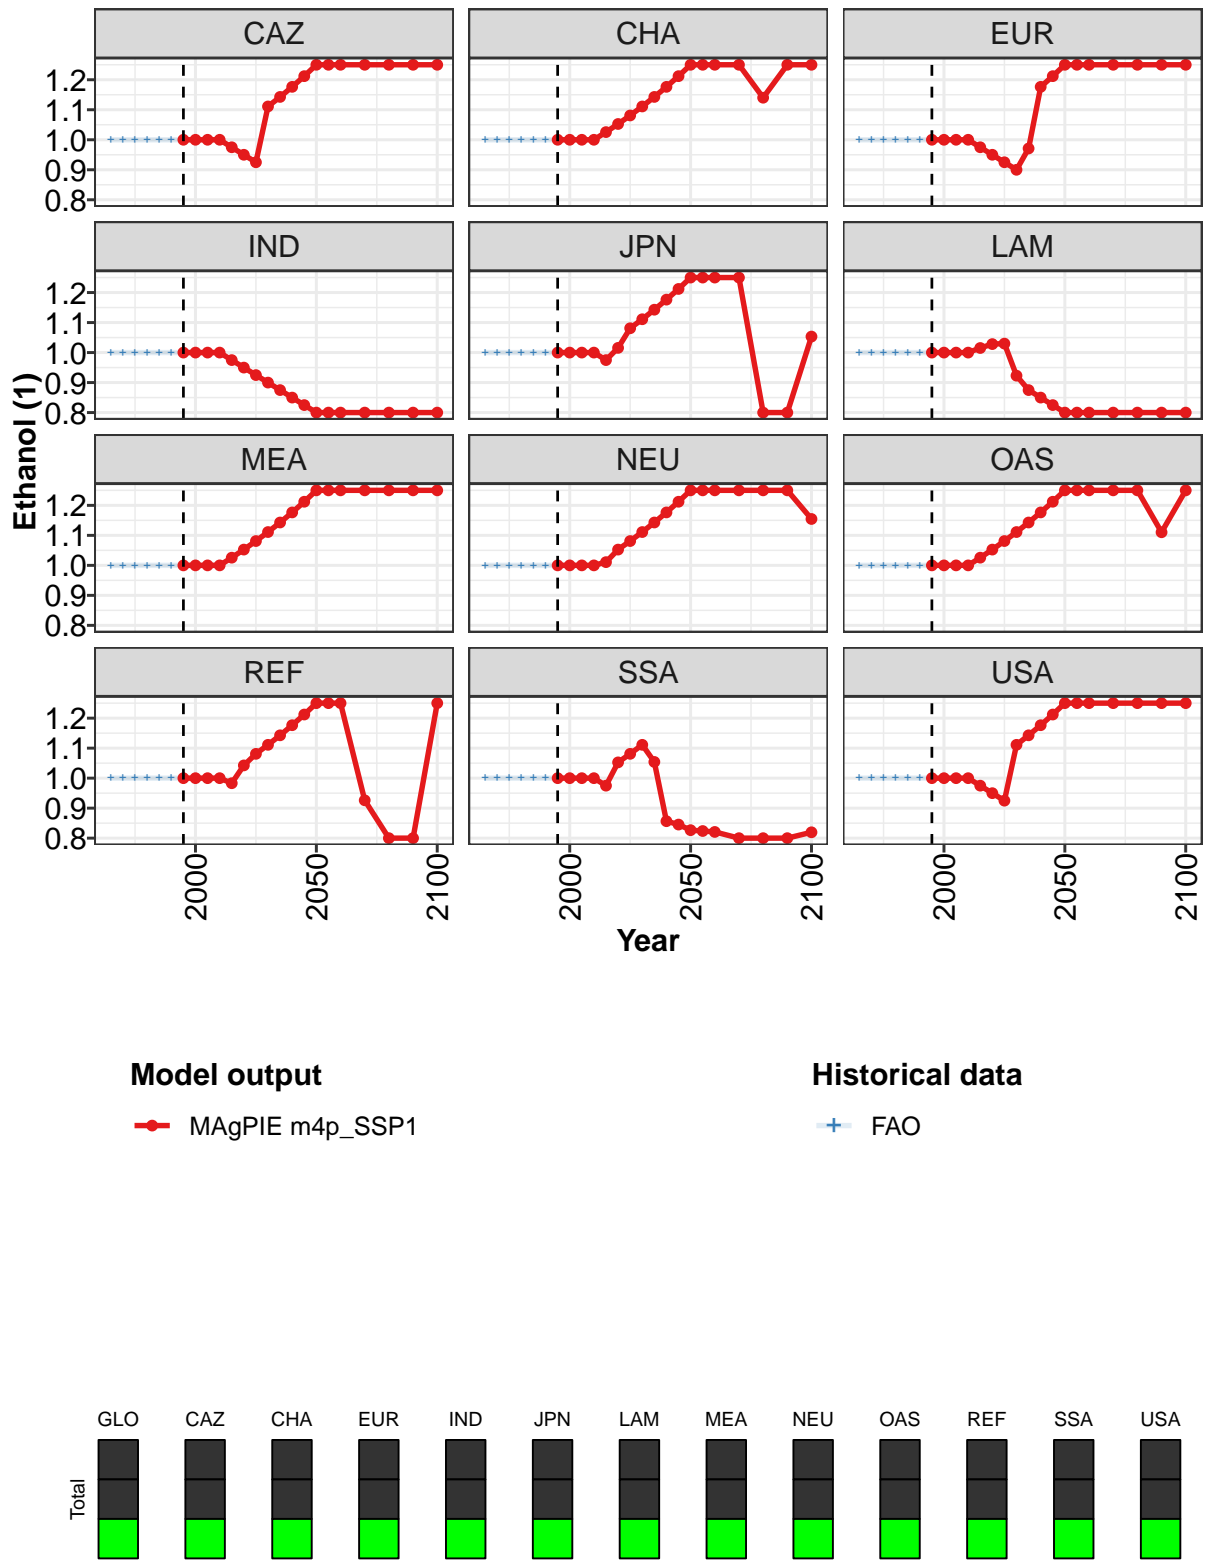 CAZ CHA EUR
1.2
1.1
1.0
0.9
0.8
IND JPN LAM
1.2
1.1
1.0
0.9
0.8
Ethanol (1)
MEA NEU OAS
1.2
1.1
1.0
0.9
0.8
REF SSA USA
1.2
1.1
1.0
0.9
0.8
2000 2050 2100 2000 2050 2100 2000 2050 2100
Year
Model output Historical data
MAgPIE m4p_SSP1 FAO
GLO CAZ CHA EUR IND JPN LAM MEA NEU OAS REF SSA USA
Total